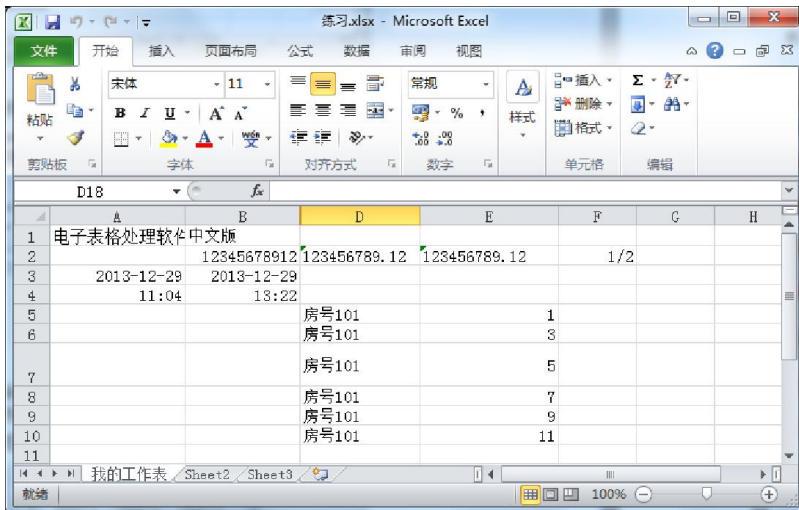 练习.xlsx - Microsoft Excel
文件 开始 插入 页面布局 公式 数据 审阅 视图
宋体 11 常规 插入 Σ
粘贴 B I U A A % , 样式 删除
A wén 变 .00 .0 格式
剪贴板 字体 对齐方式 数字 单元格 编辑
D18 fx
A B D E F G H
1 电子表格处理软件 中文版
2 12345678912 123456789.12 123456789.12 1/2
3 2013-12-29 2013-12-29
4 11:04 13:22
5 房号101 1
6 房号101 3
7 房号101 5
8 房号101 7
9 房号101 9
10 房号101 11
11
我的工作表 Sheet2 Sheet3
就绪 100%